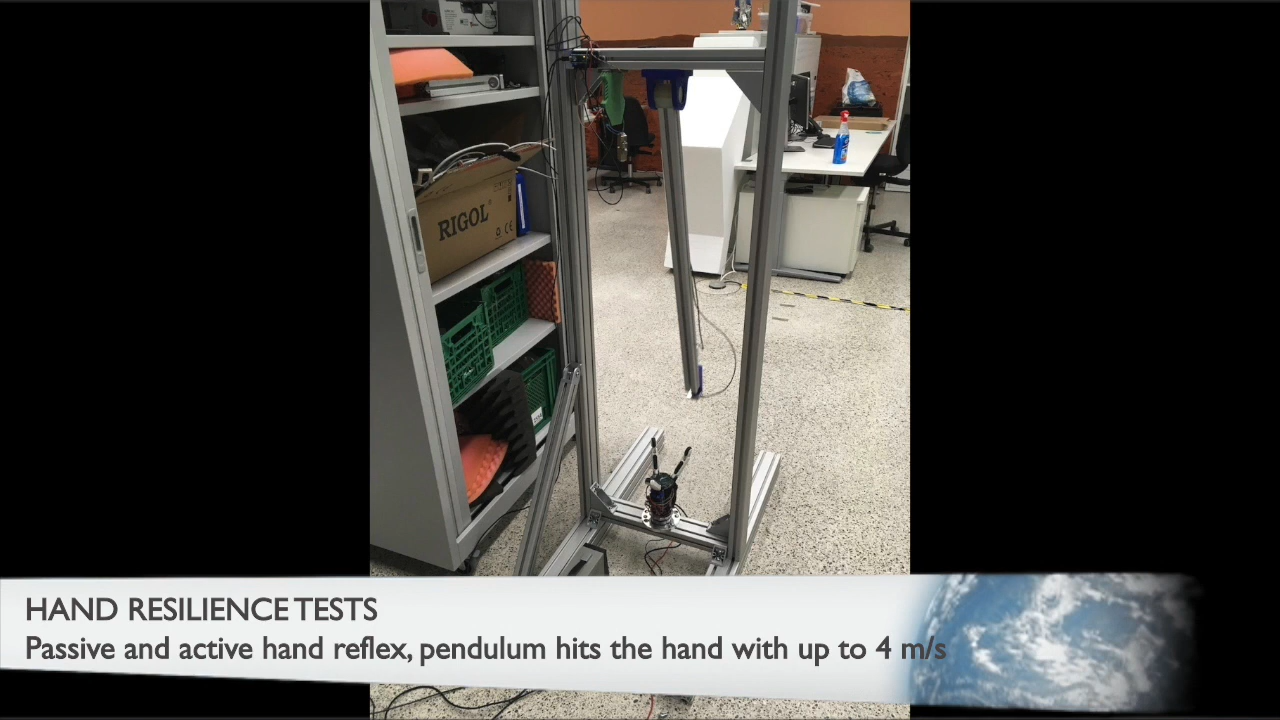 RIGOL
HAND RESILIENCE TESTS
Passive and active hand reflex, pendulum hits the hand with up to 4 m/s